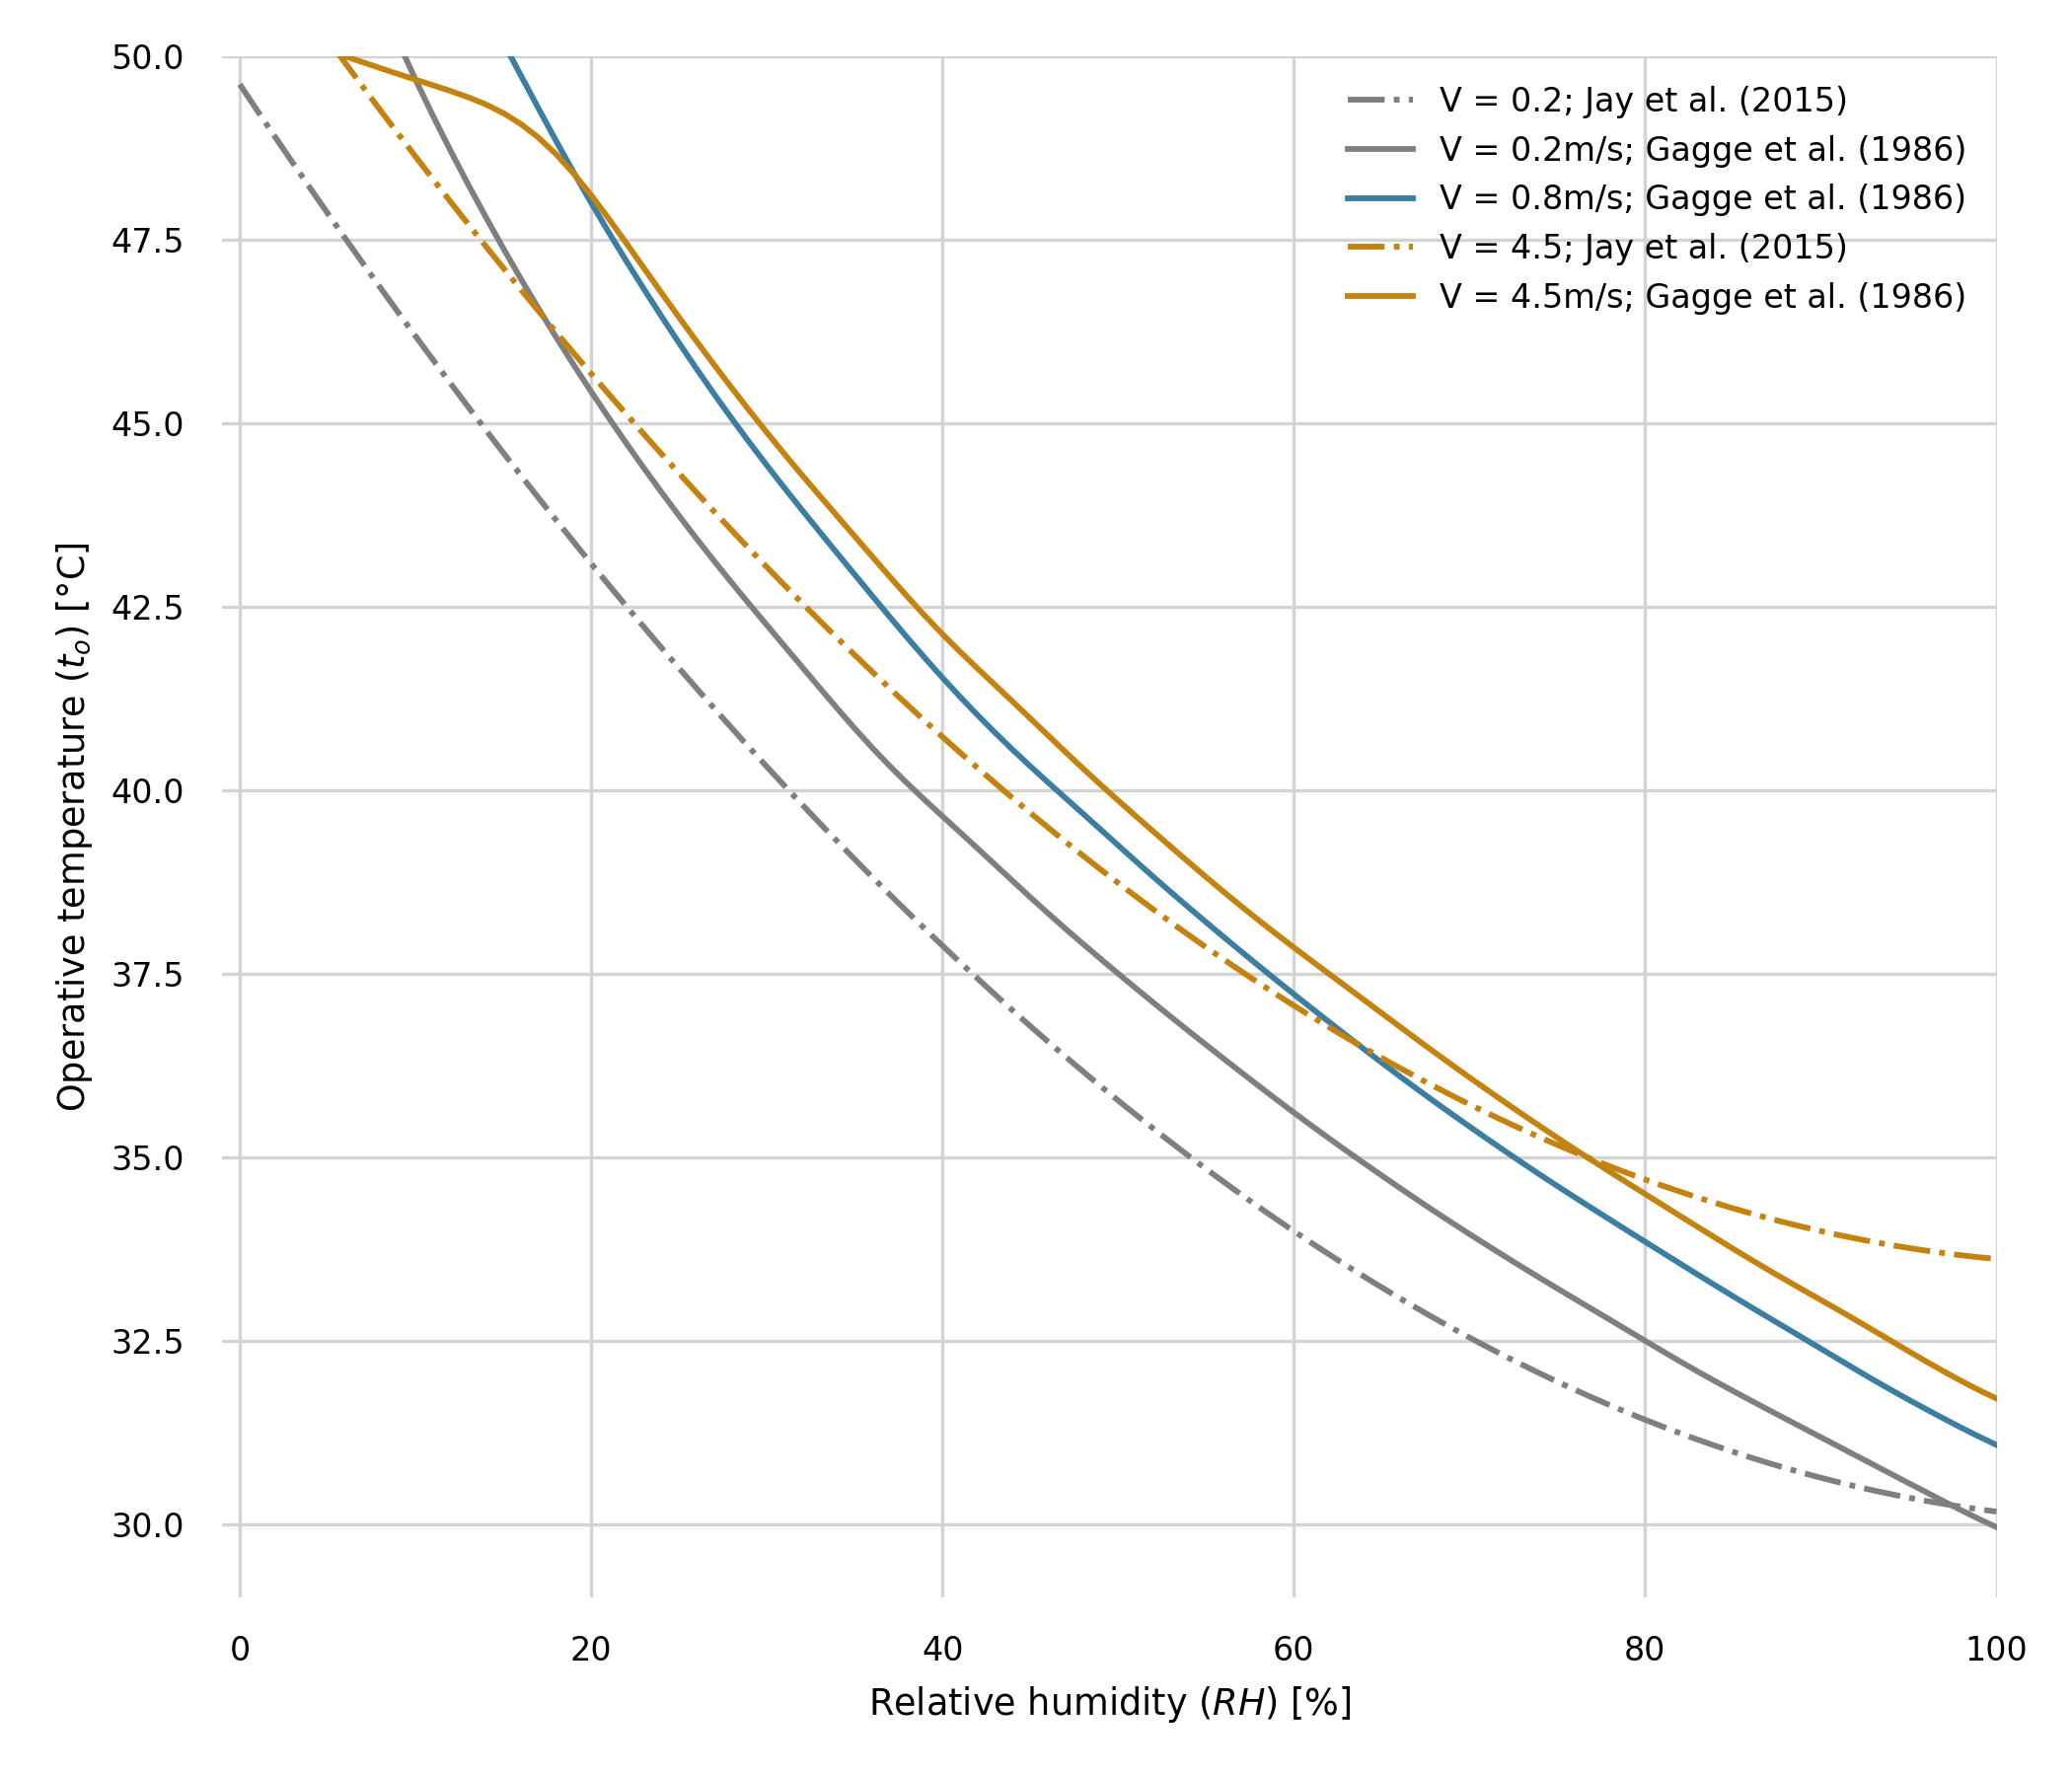 50.0
47.5
45.0
42.5
40.0
37.5
35.0
32.5
30.0
Operative temperature (tₒ) [°C]
V = 0.2; Jay et al. (2015)
V = 0.2m/s; Gagge et al. (1986)
V = 0.8m/s; Gagge et al. (1986)
V = 4.5; Jay et al. (2015)
V = 4.5m/s; Gagge et al. (1986)
0 20 40 60 80 100
Relative humidity (RH) [%]